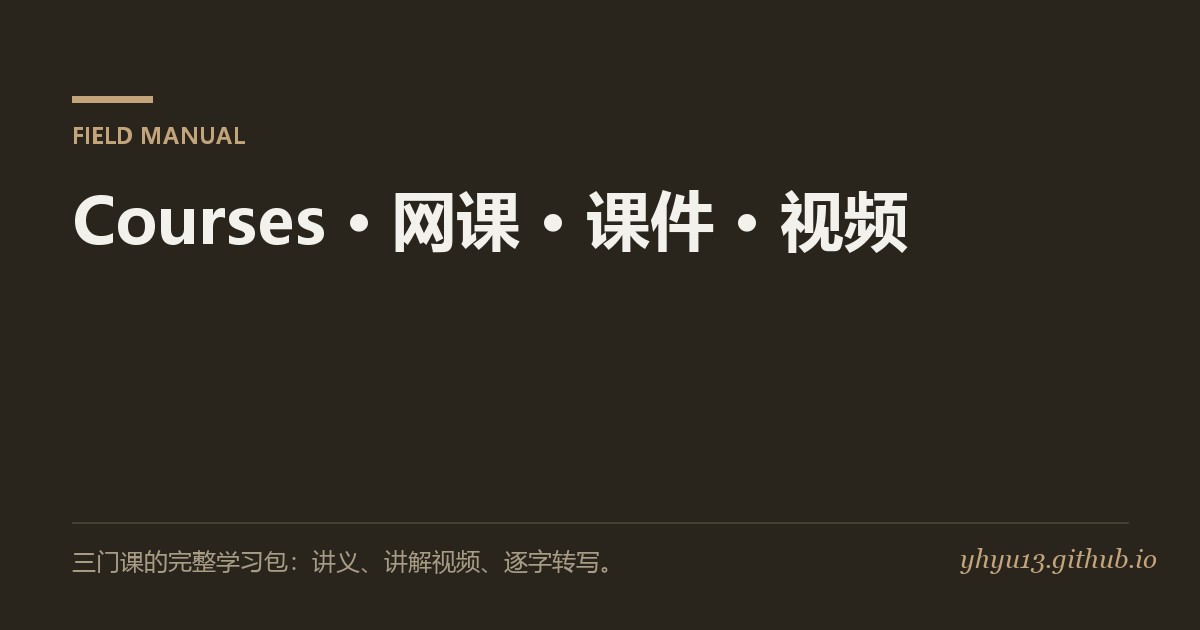 FIELD MANUAL
Courses · 网课 · 课件 · 视频
三门课的完整学习包：讲义、讲解视频、逐字转写。
yhyu13.github.io